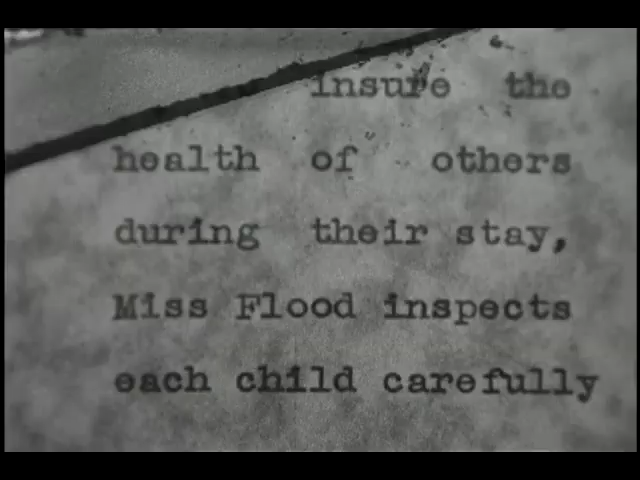 insure the
health of others
during their stay,
Miss Flood inspects
each child carefully